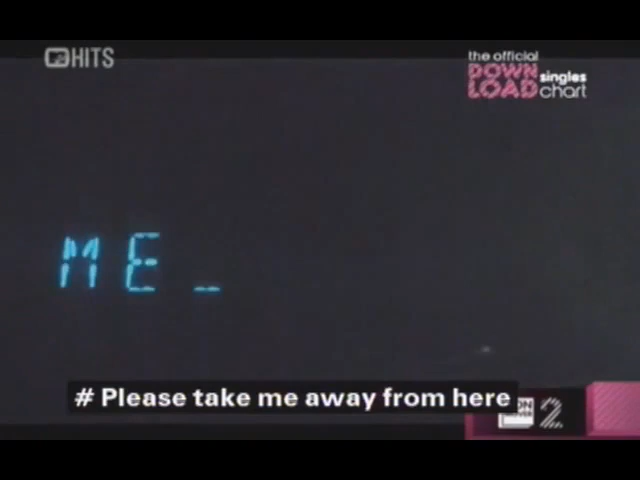 HITS
the official
DOWN
LOAD
singles
chart
ME_
# Please take me away from here
2